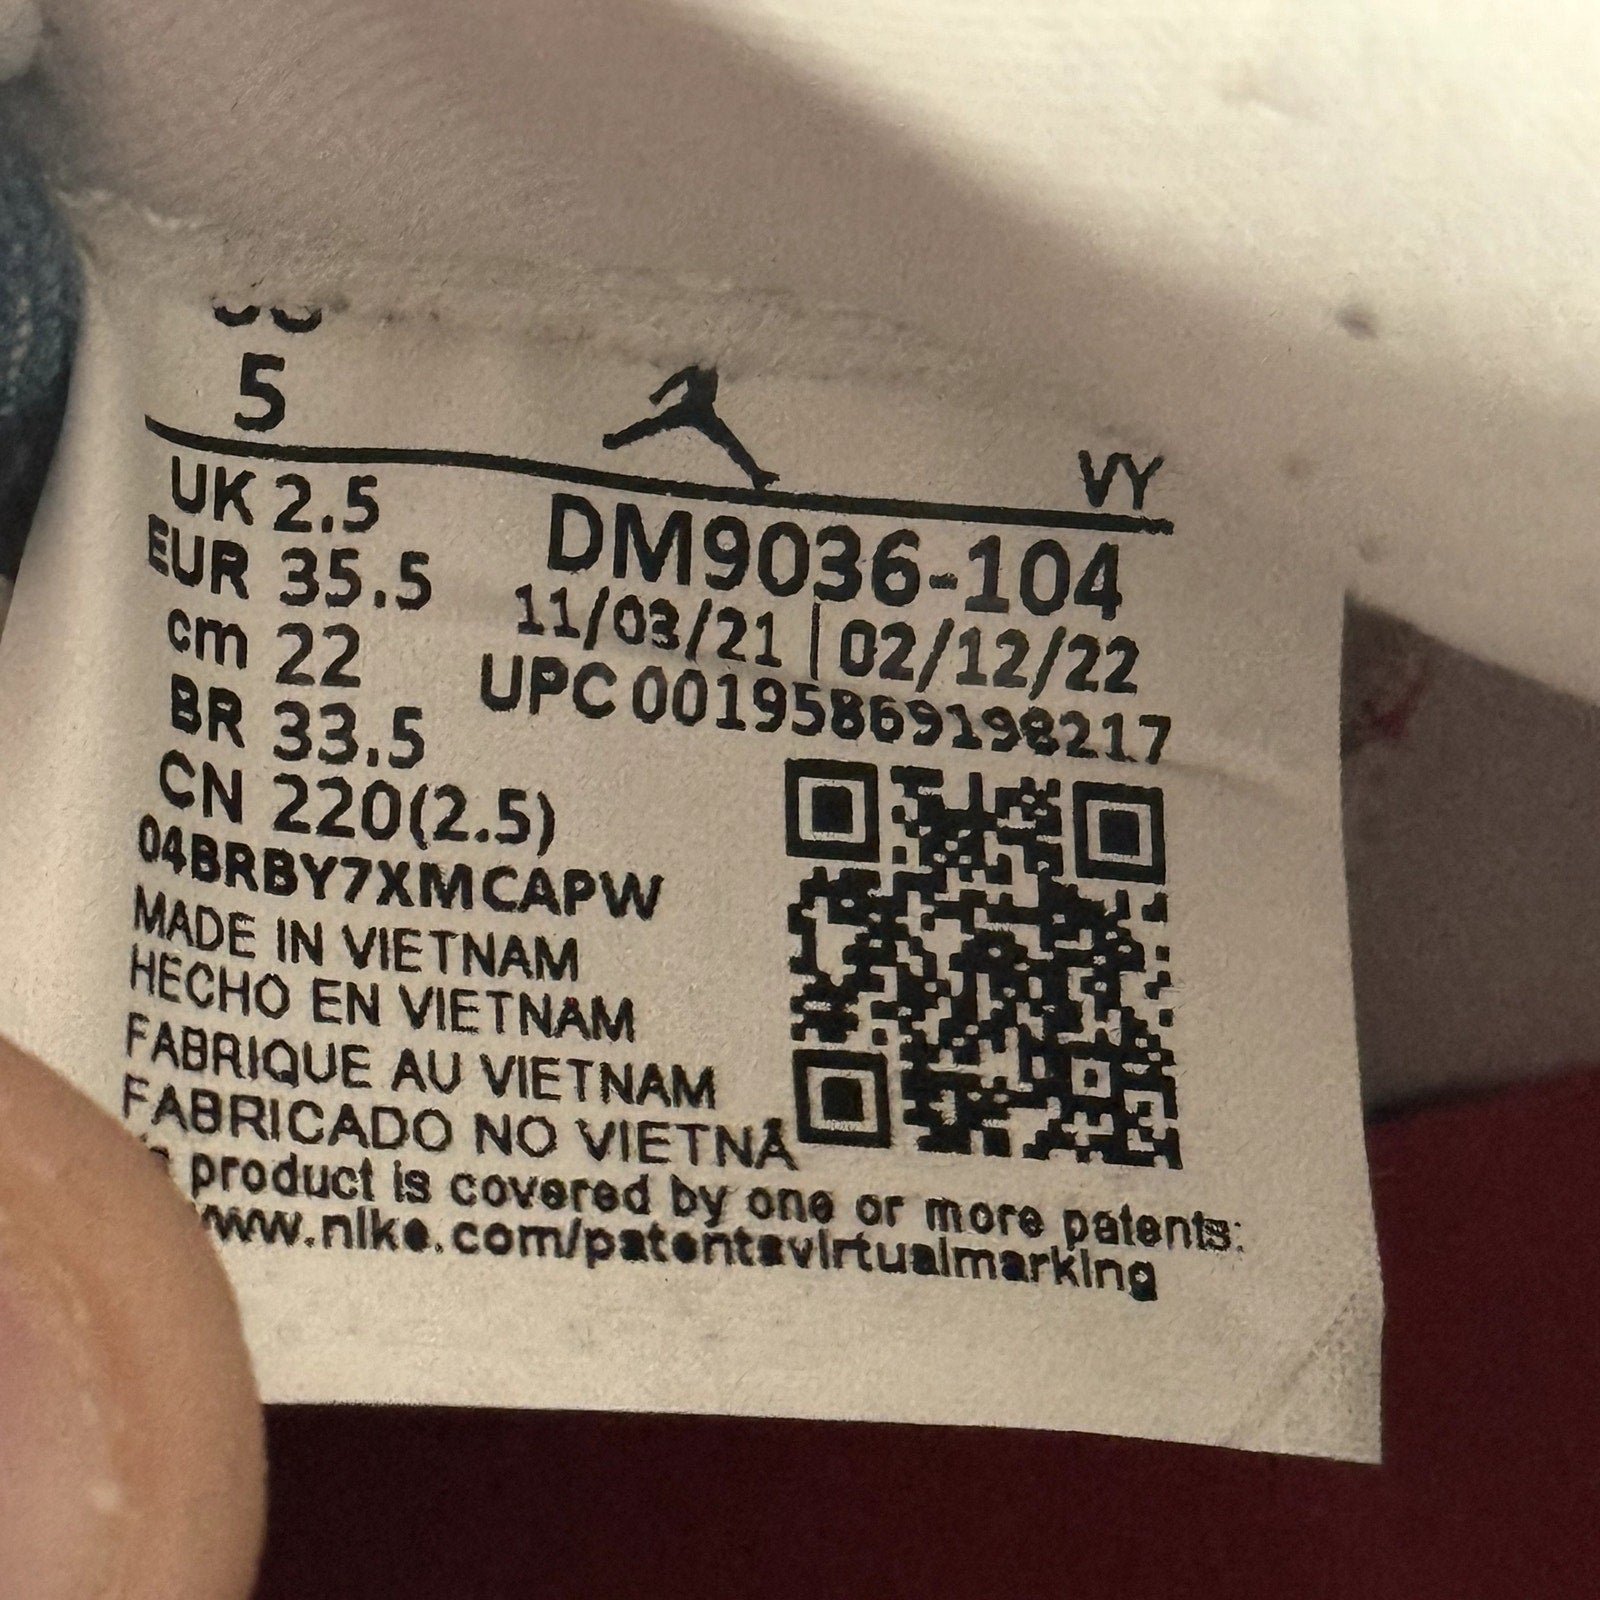 5
VY
UK 2.5
EUR 35.5
cm 22
BR 33.5
CN 220(2.5)
DM9036-104
11/03/21 | 02/12/22
UPC 00195869198217
04BRBY7XMCAPW
MADE IN VIETNAM
HECHO EN VIETNAM
FABRIQUE AU VIETNAM
FABRICADO NO VIETNÃ
product is covered by one or more patents:
www.nike.com/patentsvirtualmarking